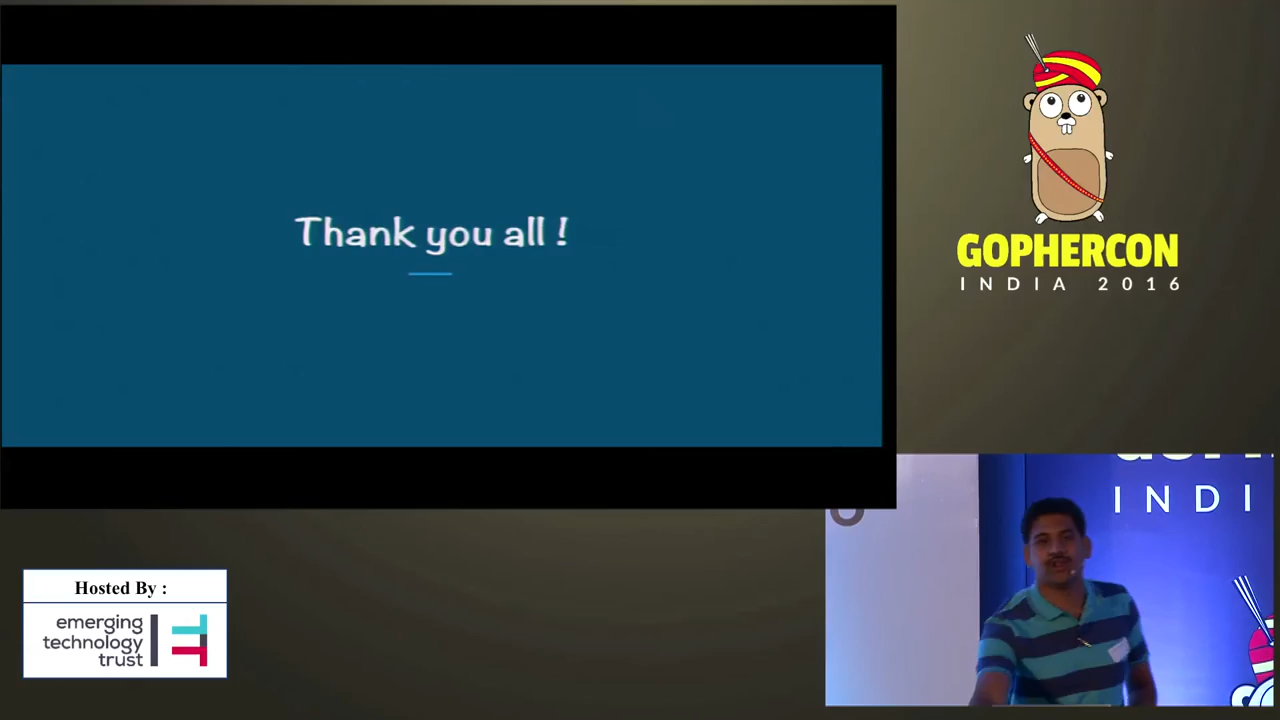 Thank you all !
GOPHERCON
INDIA 2016
INDI
Hosted By :
emerging
technology
trust